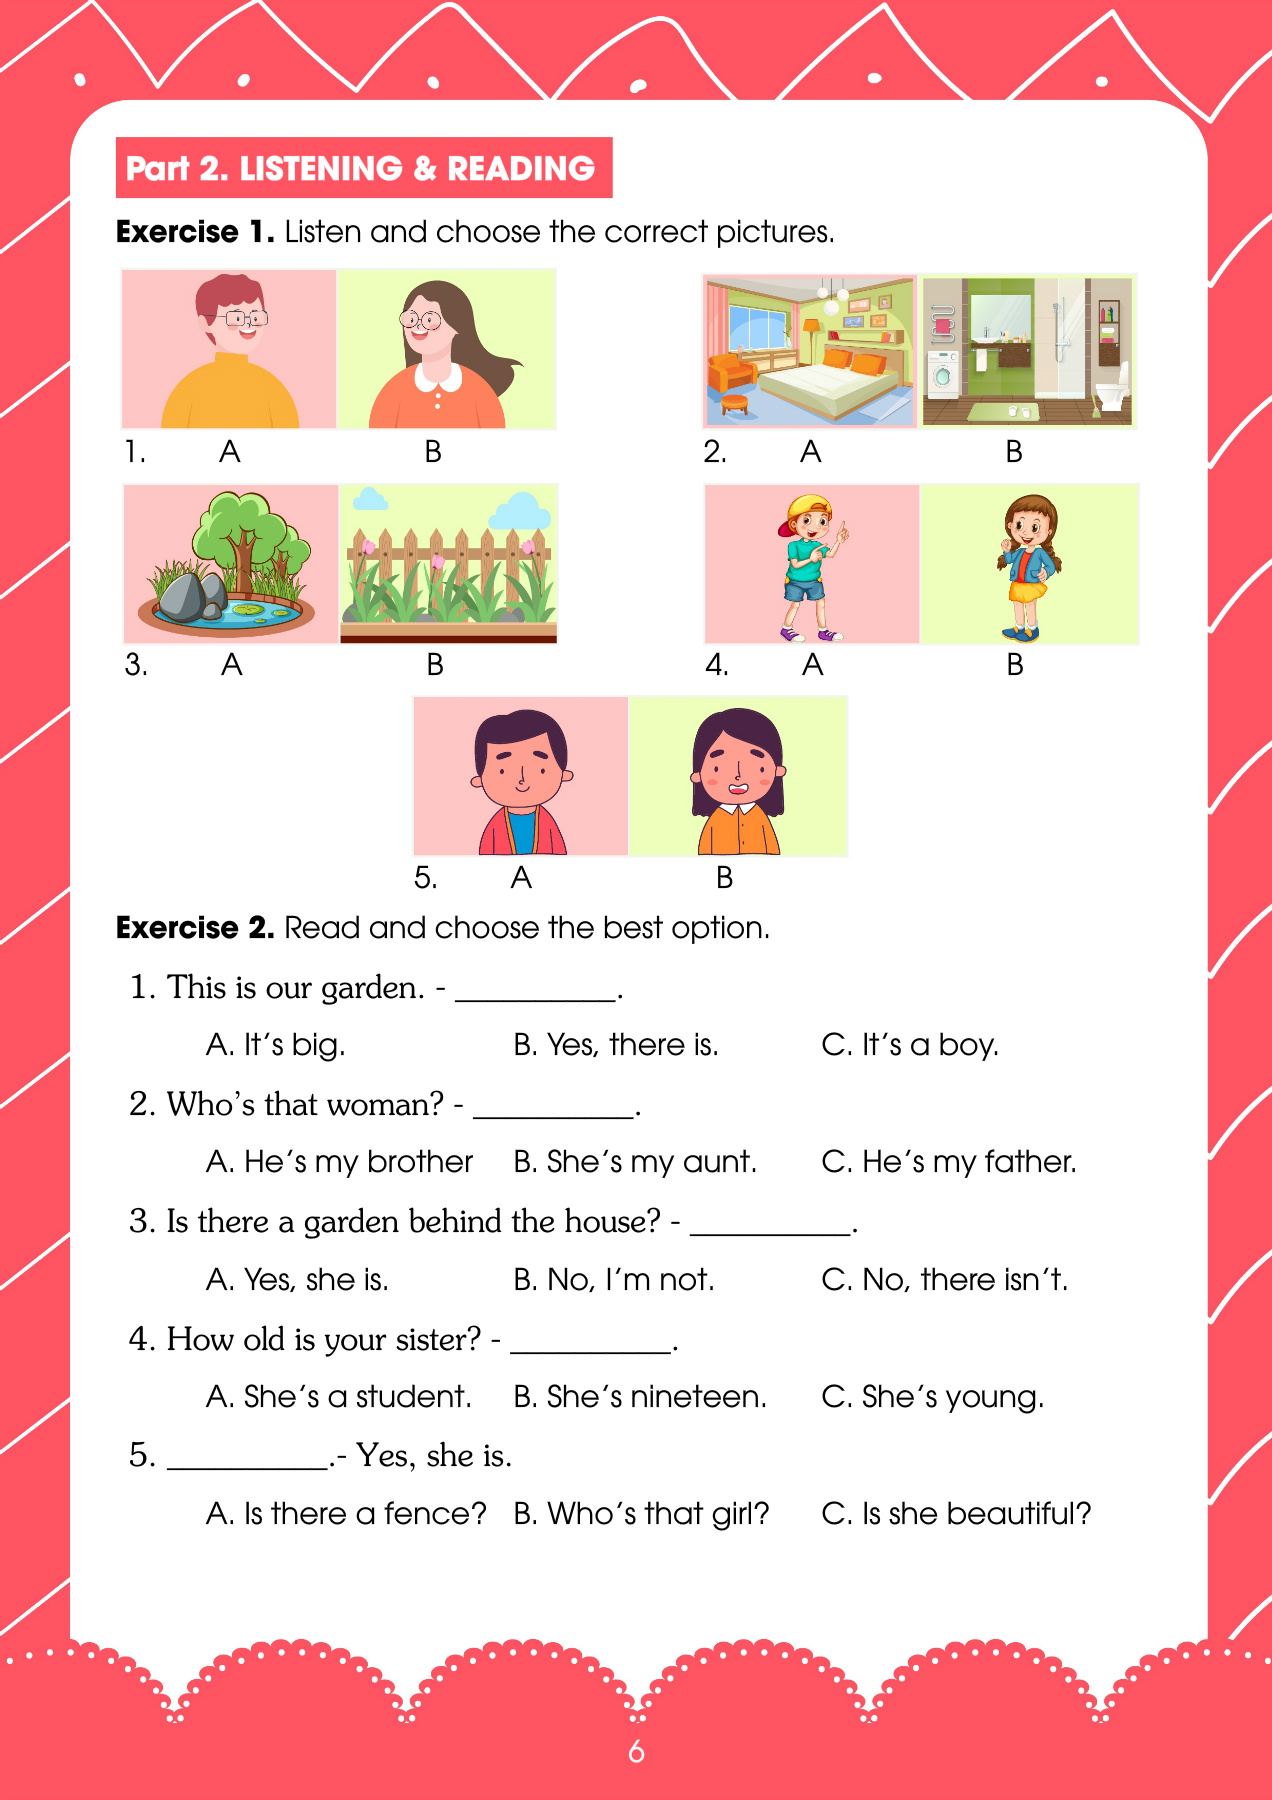 Part 2. LISTENING & READING
Exercise 1. Listen and choose the correct pictures.
1. A B
2. A B
3. A B
4. A B
5. A B
Exercise 2. Read and choose the best option.
1. This is our garden. - __________.
A. It's big. B. Yes, there is. C. It's a boy.
2. Who's that woman? - __________.
A. He's my brother B. She's my aunt. C. He's my father.
3. Is there a garden behind the house? - __________.
A. Yes, she is. B. No, I'm not. C. No, there isn't.
4. How old is your sister? - __________.
A. She's a student. B. She's nineteen. C. She's young.
5. __________.- Yes, she is.
A. Is there a fence? B. Who's that girl? C. Is she beautiful?
6